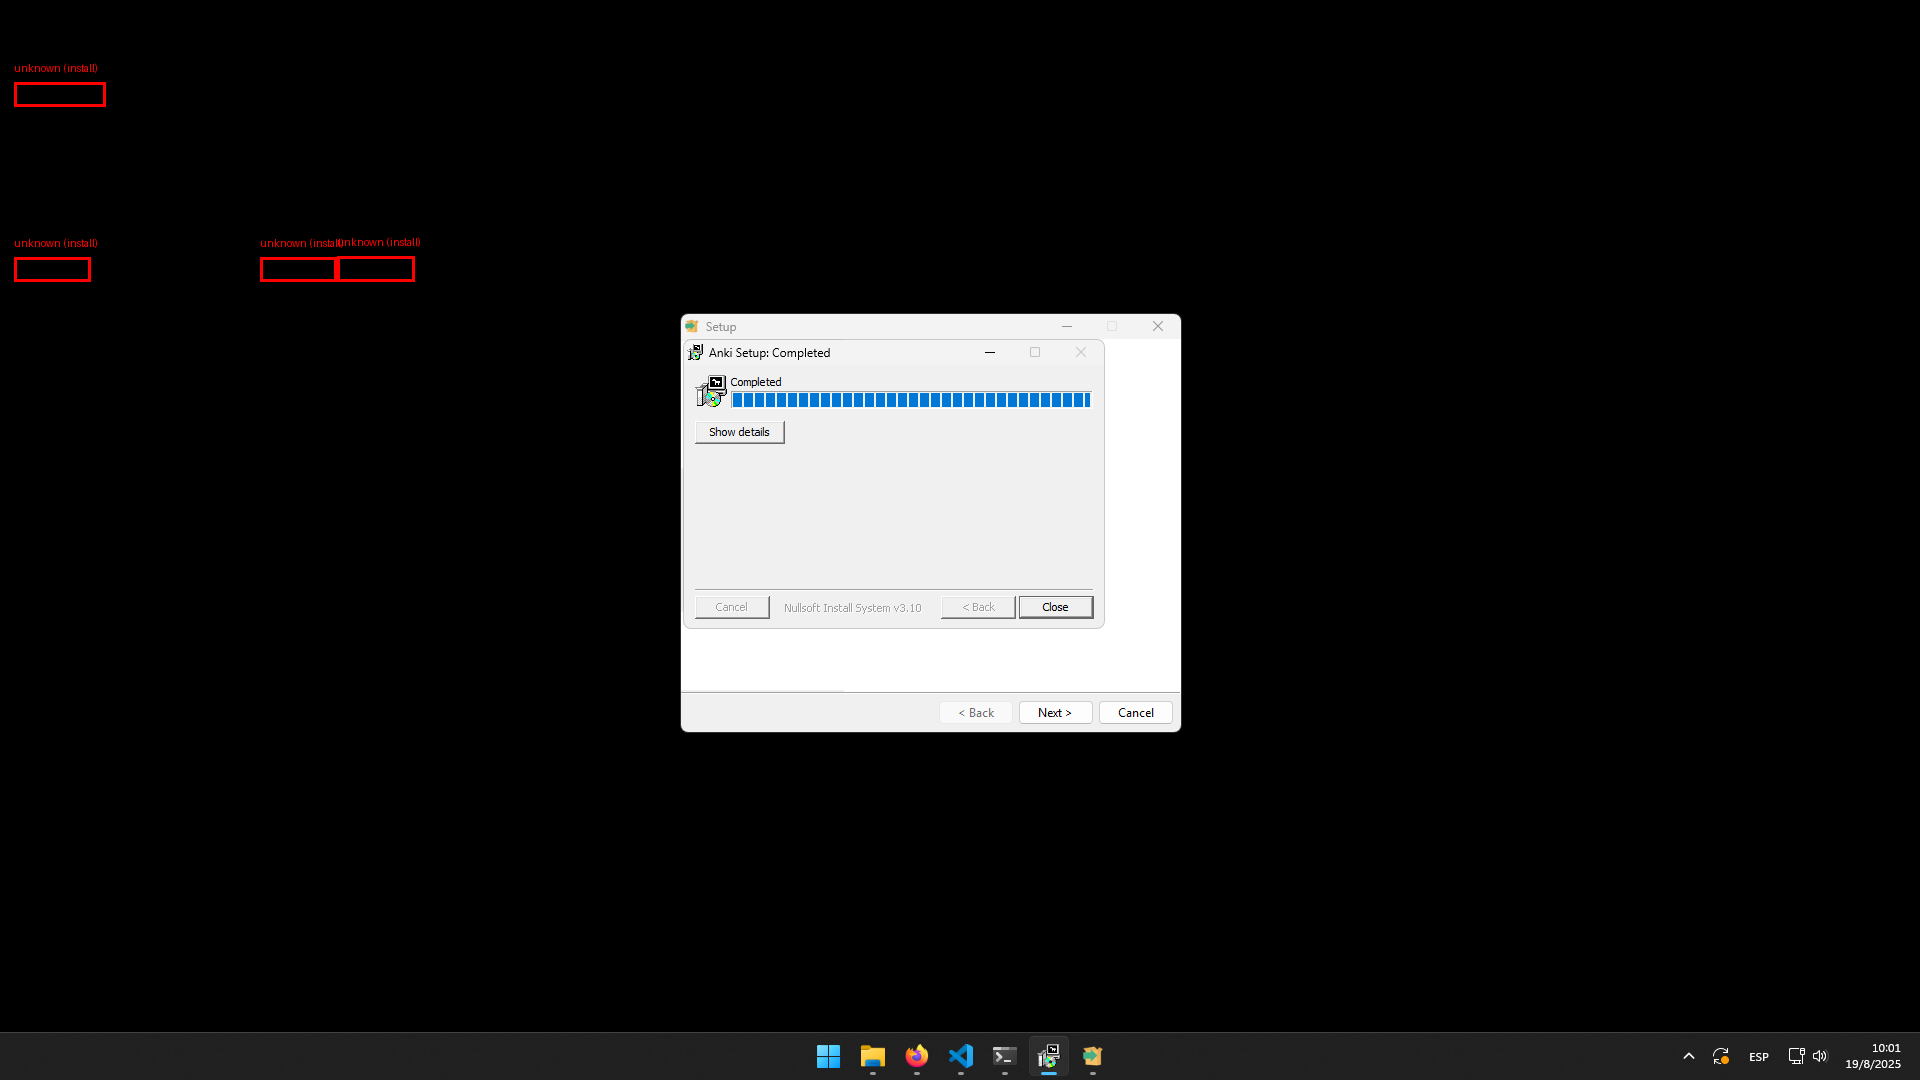 unknown (install)
unknown (install)
unknown (install)
unknown (install)
Setup
Anki Setup: Completed
Completed
Show details
Cancel
Nullsoft Install System v3.10
< Back
Close
< Back
Next >
Cancel
ESP
10:01
19/8/2025